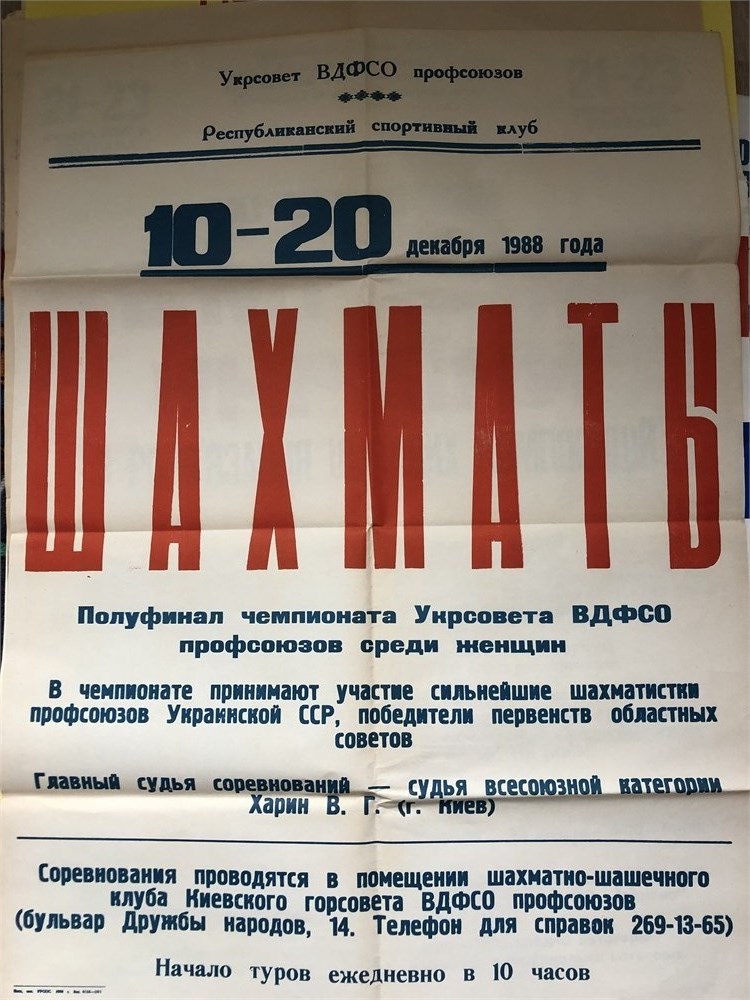 Укрсовет ВДФСО профсоюзов
Республиканский спортивный клуб
10-20 декабря 1988 года
ШАХМАТЫ
Полуфинал чемпионата Укрсовета ВДФСО
профсоюзов среди женщин
В чемпионате принимают участие сильнейшие шахматистки
профсоюзов Украинской ССР, победители первенств областных
советов
Главный судья соревнований — судья всесоюзной категории
Харин В. Г. (г. Киев)
Соревнования проводятся в помещении шахматно-шашечного
клуба Киевского горсовета ВДФСО профсоюзов
(бульвар Дружбы народов, 14. Телефон для справок 269-13-65)
Начало туров ежедневно в 10 часов